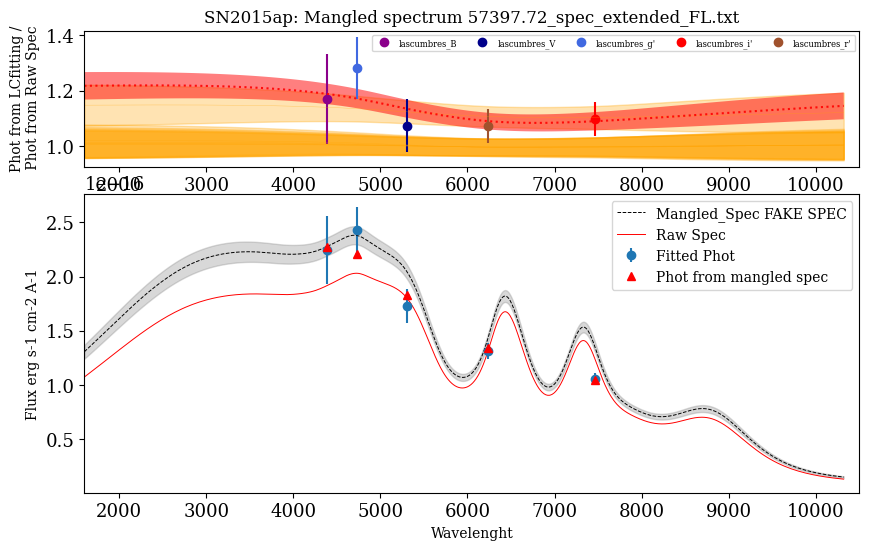 SN2015ap: Mangled spectrum 57397.72_spec_extended_FL.txt
Phot from LCfitting /
Phot from Raw Spec
1.4
1.2
1.0
lascumbres_B
lascumbres_V
lascumbres_g'
lascumbres_i'
lascumbres_r'
2000 3000 4000 5000 6000 7000 8000 9000 10000
1e−16
Flux erg s-1 cm-2 A-1
2.5
2.0
1.5
1.0
0.5
Mangled_Spec FAKE SPEC
Raw Spec
Fitted Phot
Phot from mangled spec
2000 3000 4000 5000 6000 7000 8000 9000 10000
Wavelenght